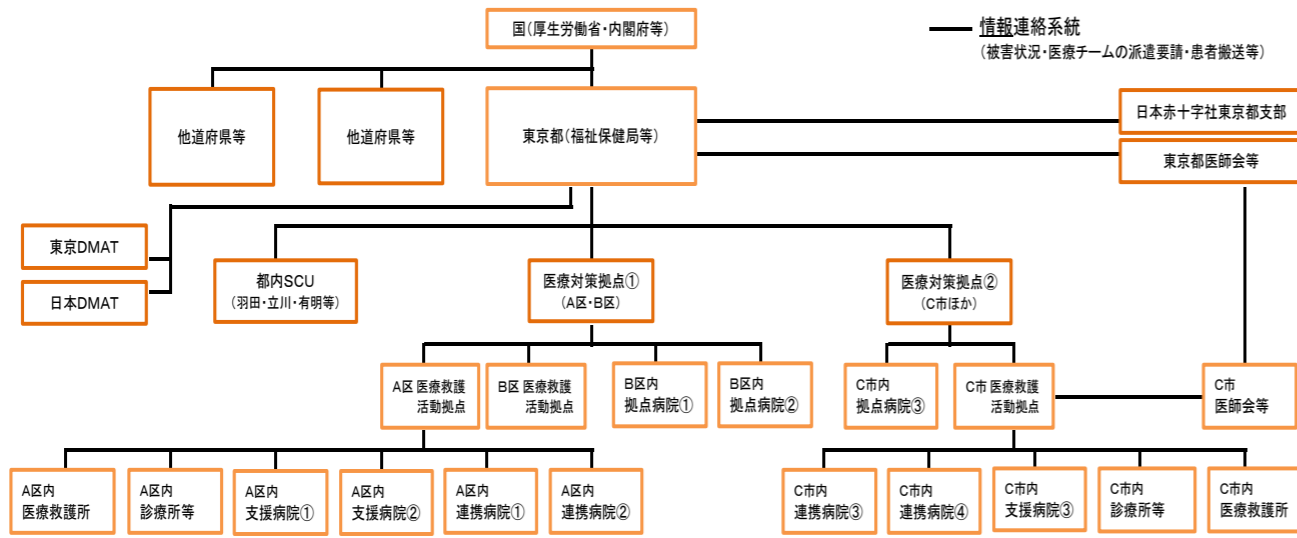 国(厚生労働省・内閣府等)
情報連絡系統
(被害状況・医療チームの派遣要請・患者搬送等)
他道府県等
他道府県等
東京都(福祉保健局等)
日本赤十字社東京都支部
東京都医師会等
東京DMAT
日本DMAT
都内SCU
(羽田・立川・有明等)
医療対策拠点①
(A区・B区)
医療対策拠点②
(C市ほか)
A区 医療救護
活動拠点
B区 医療救護
活動拠点
B区内
拠点病院①
B区内
拠点病院②
C市内
拠点病院③
C市 医療救護
活動拠点
C市
医師会等
A区内
医療救護所
A区内
診療所等
A区内
支援病院①
A区内
支援病院②
A区内
連携病院①
A区内
連携病院②
C市内
連携病院③
C市内
連携病院④
C市内
支援病院③
C市内
診療所等
C市内
医療救護所